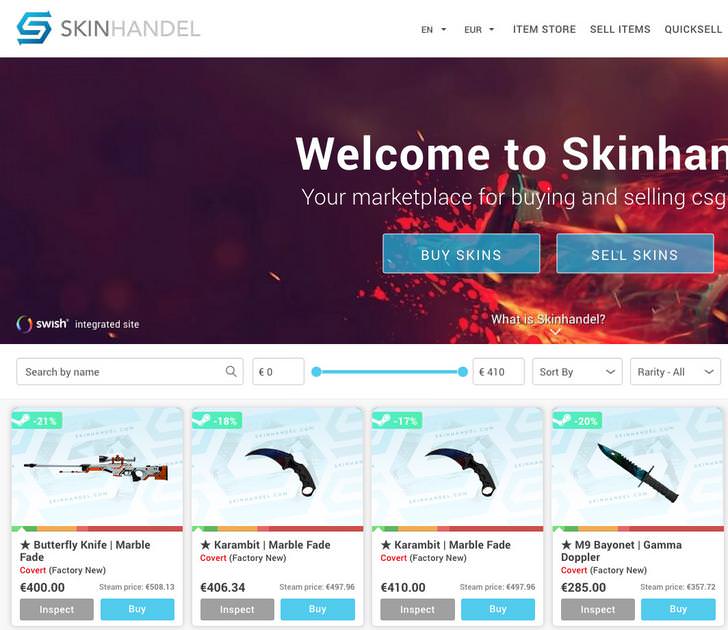 SKINHANDEL
EN EUR ITEM STORE SELL ITEMS QUICKSELL
Welcome to Skinhan
Your marketplace for buying and selling csg
BUY SKINS SELL SKINS
What is Skinhandel?
swish integrated site
Search by name € 0 € 410 Sort By Rarity - All
-21% -18% -17% -20%
SKINHANDEL.COM SKINHANDEL.COM SKINHANDEL.COM SKINHANDEL.COM
★ Butterfly Knife | Marble Fade
Covert (Factory New)
€400.00 Steam price: €508.13
Inspect Buy
★ Karambit | Marble Fade
Covert (Factory New)
€406.34 Steam price: €497.96
Inspect Buy
★ Karambit | Marble Fade
Covert (Factory New)
€410.00 Steam price: €497.96
Inspect Buy
★ M9 Bayonet | Gamma Doppler
Covert (Factory New)
€285.00 Steam price: €357.72
Inspect Buy